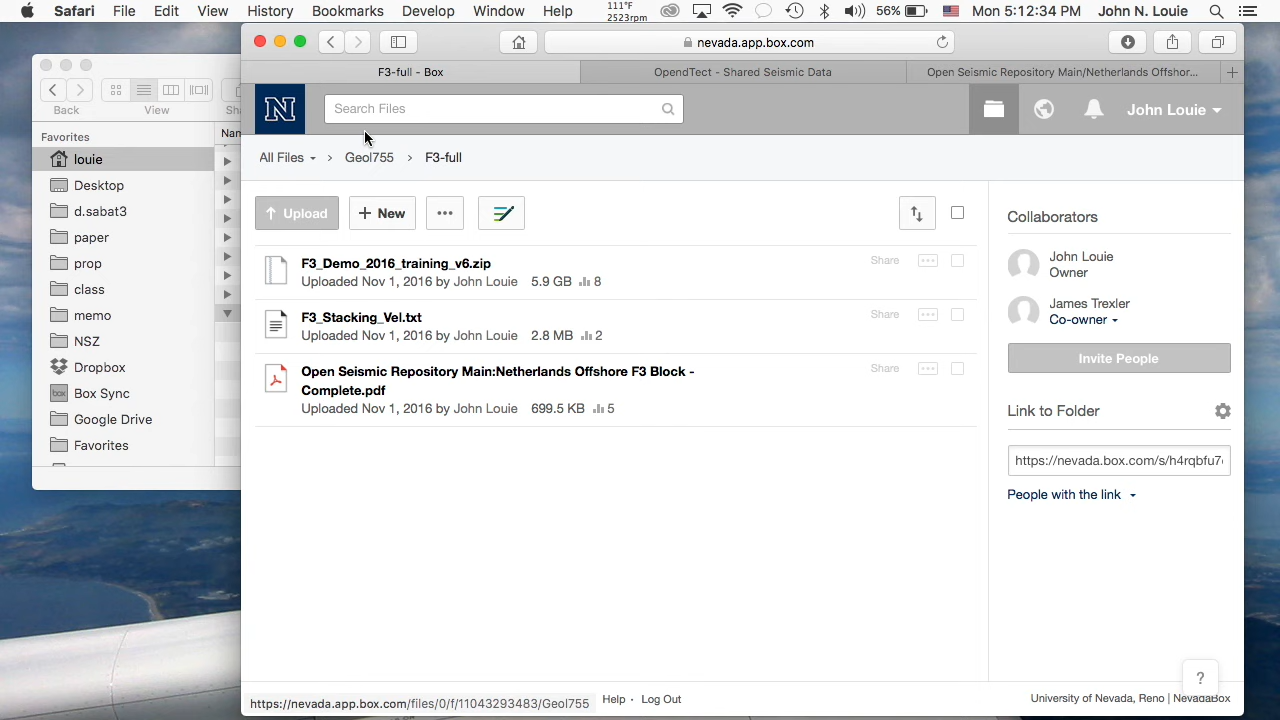 Safari File Edit View History Bookmarks Develop Window Help 111°F 2523rpm 56% Mon 5:12:34 PM John N. Louie
nevada.app.box.com
F3-full - Box
OpendTect - Shared Seismic Data
Open Seismic Repository Main/Netherlands Offshor...
Back
View
Favorites
louie
Desktop
d.sabat3
paper
prop
class
memo
NSZ
Dropbox
Box Sync
Google Drive
Favorites
N
Search Files
John Louie
All Files › Geol755 › F3-full
Upload
+ New
F3_Demo_2016_training_v6.zip
Uploaded Nov 1, 2016 by John Louie 5.9 GB 8
Share
F3_Stacking_Vel.txt
Uploaded Nov 1, 2016 by John Louie 2.8 MB 2
Share
Open Seismic Repository Main:Netherlands Offshore F3 Block -
Complete.pdf
Uploaded Nov 1, 2016 by John Louie 699.5 KB 5
Share
Collaborators
John Louie
Owner
James Trexler
Co-owner
Invite People
Link to Folder
https://nevada.box.com/s/h4rqbfu7
People with the link
?
https://nevada.app.box.com/files/0/f/11043293483/Geol755
Help · Log Out
University of Nevada, Reno | NevadaBox